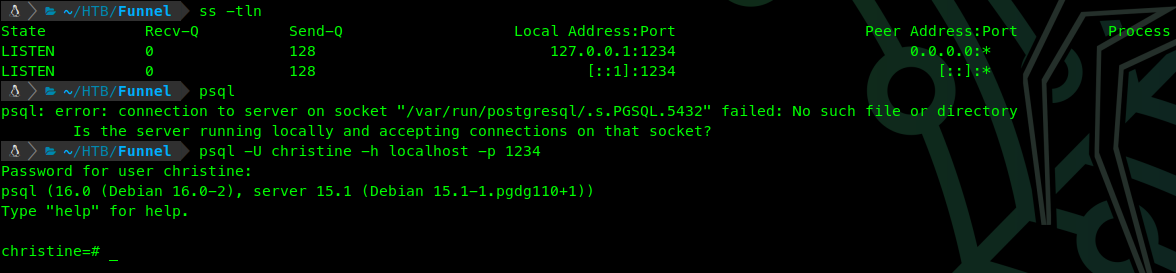 ~/HTB/Funnel ss -tln
State Recv-Q Send-Q Local Address:Port Peer Address:Port Process
LISTEN 0 128 127.0.0.1:1234 0.0.0.0:*
LISTEN 0 128 [::1]:1234 [::]:*
~/HTB/Funnel psql
psql: error: connection to server on socket "/var/run/postgresql/.s.PGSQL.5432" failed: No such file or directory
Is the server running locally and accepting connections on that socket?
~/HTB/Funnel psql -U christine -h localhost -p 1234
Password for user christine:
psql (16.0 (Debian 16.0-2), server 15.1 (Debian 15.1-1.pgdg110+1))
Type "help" for help.
christine=# _